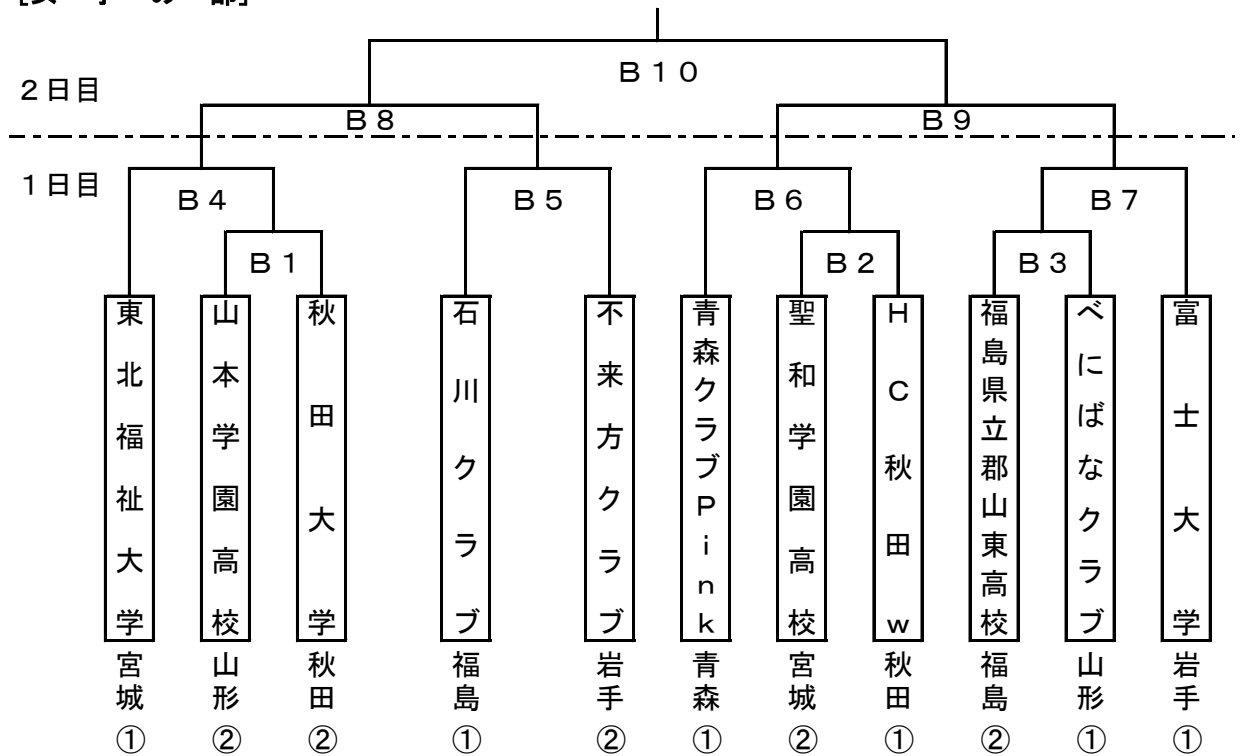 B10
2日目
B8
B9
1日目
B4
B5
B6
B7
B1
B2
B3
東北福祉大学
山本学園高校
秋田大学
石川クラブ
不来方クラブ
青森クラブPink
聖和学園高校
HC秋田w
福島県立郡山東高校
べにばなクラブ
富士大学
宮城
山形
秋田
福島
岩手
青森
宮城
秋田
福島
山形
岩手
① ② ② ① ② ① ② ① ② ① ①